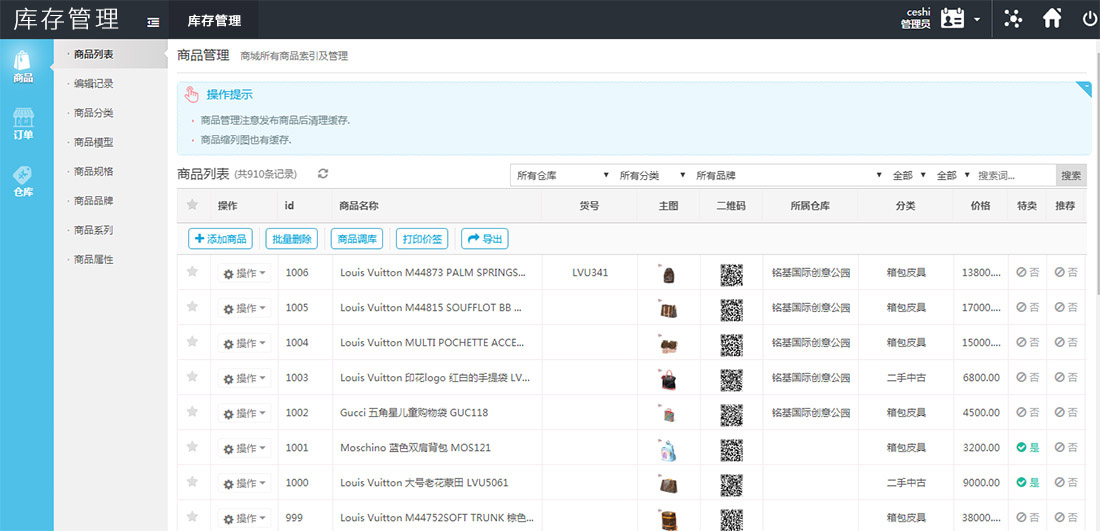 库存管理
库存管理
ceshi
管理员
商品
订单
仓库
· 商品列表
· 编辑记录
· 商品分类
· 商品模型
· 商品规格
· 商品品牌
· 商品系列
· 商品属性
商品管理 商城所有商品索引及管理
操作提示
· 商品管理注意发布商品后清理缓存.
· 商品缩列图也有缓存.
商品列表 (共910条记录) 所有仓库 所有分类 所有品牌 全部 全部 搜索词... 搜索
操作 id 商品名称 货号 主图 二维码 所属仓库 分类 价格 特卖 推荐
添加商品 批量删除 商品调库 打印价签 导出
操作 1006 Louis Vuitton M44873 PALM SPRINGS... LVU341 铭基国际创意公园 箱包皮具 13800.... 否 否
操作 1005 Louis Vuitton M44815 SOUFFLOT BB ... 铭基国际创意公园 箱包皮具 17000.... 否 否
操作 1004 Louis Vuitton MULTI POCHETTE ACCE... 铭基国际创意公园 箱包皮具 15000.... 否 否
操作 1003 Louis Vuitton 印花logo 红白的手提袋 LV... 铭基国际创意公园 二手中古 6800.00 否 否
操作 1002 Gucci 五角星儿童购物袋 GUC118 铭基国际创意公园 箱包皮具 4500.00 否 否
操作 1001 Moschino 蓝色双肩背包 MOS121 箱包皮具 3200.00 是 否
操作 1000 Louis Vuitton 大号老花蒙田 LVU5061 二手中古 9000.00 是 否
操作 999 Louis Vuitton M44752SOFT TRUNK 棕色... 箱包皮具 38000.... 否 否